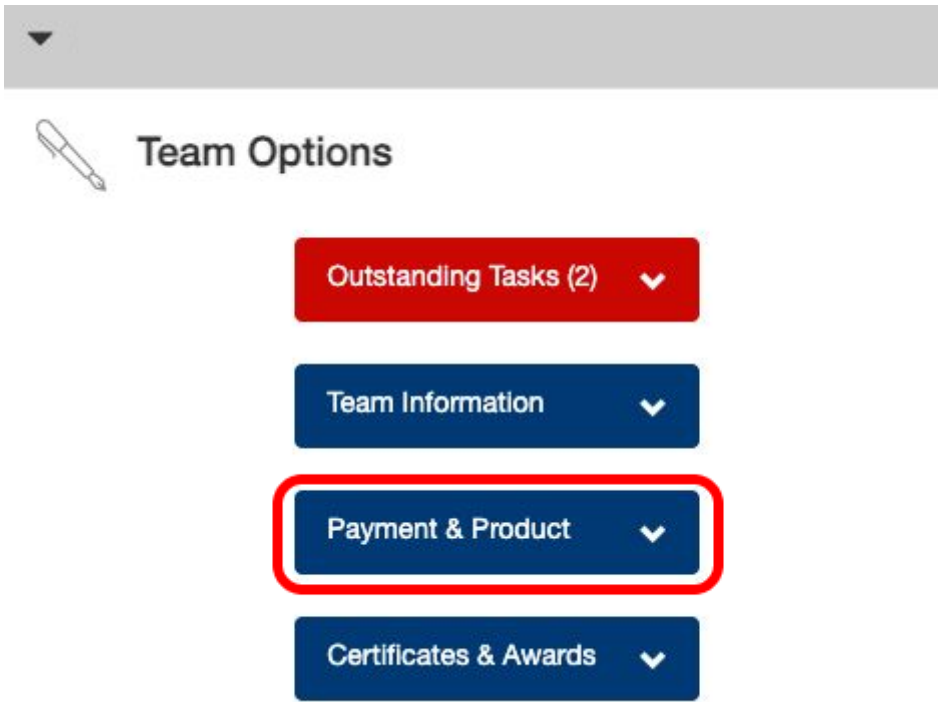 Team Options
Outstanding Tasks (2)
Team Information
Payment & Product
Certificates & Awards